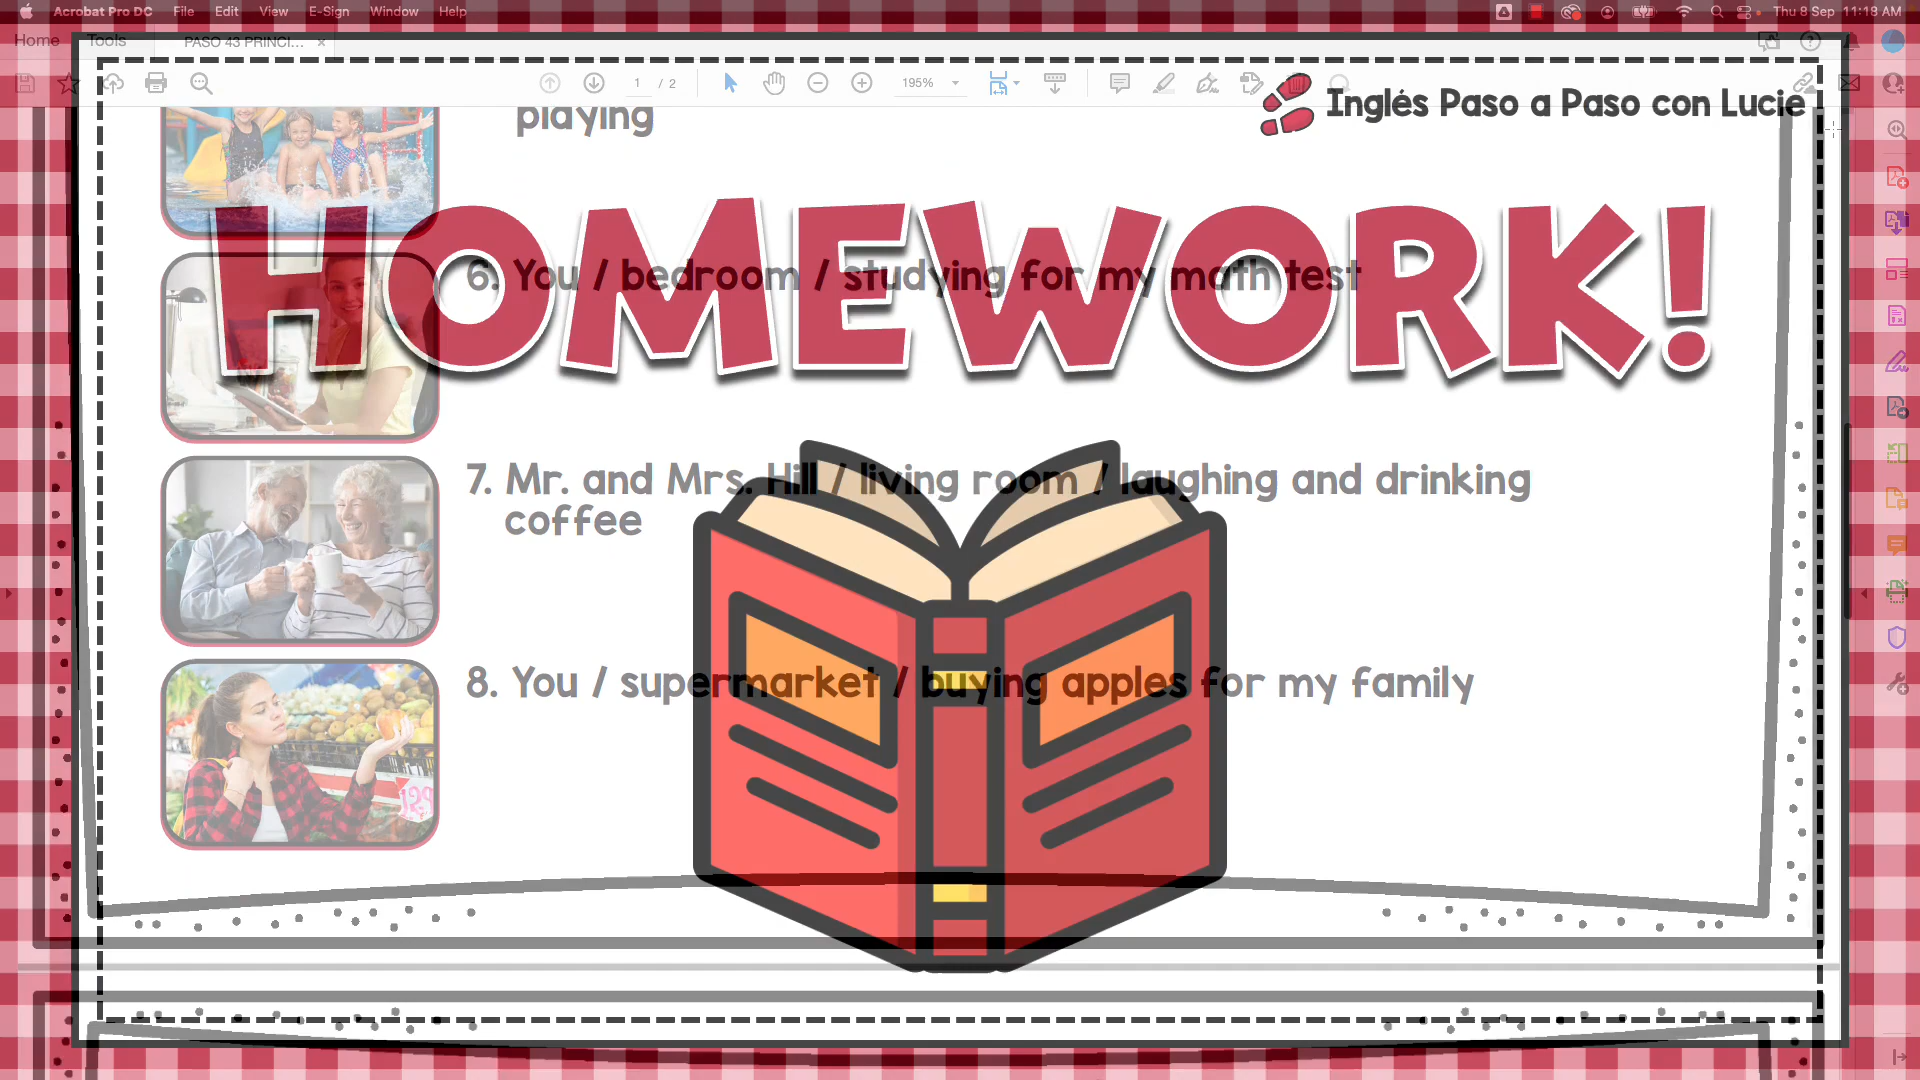 Acrobat Pro DC File Edit View E-Sign Window Help Thu 8 Sep 11:18 AM
Home Tools PASO 43 PRINCI... ×
1 / 2 195%
Inglés Paso a Paso con Lucie
playing
HOMEWORK!
6. You / bedroom / studying for my math test
7. Mr. and Mrs. Hill / living room / laughing and drinking
coffee
8. You / supermarket / buying apples for my family
129